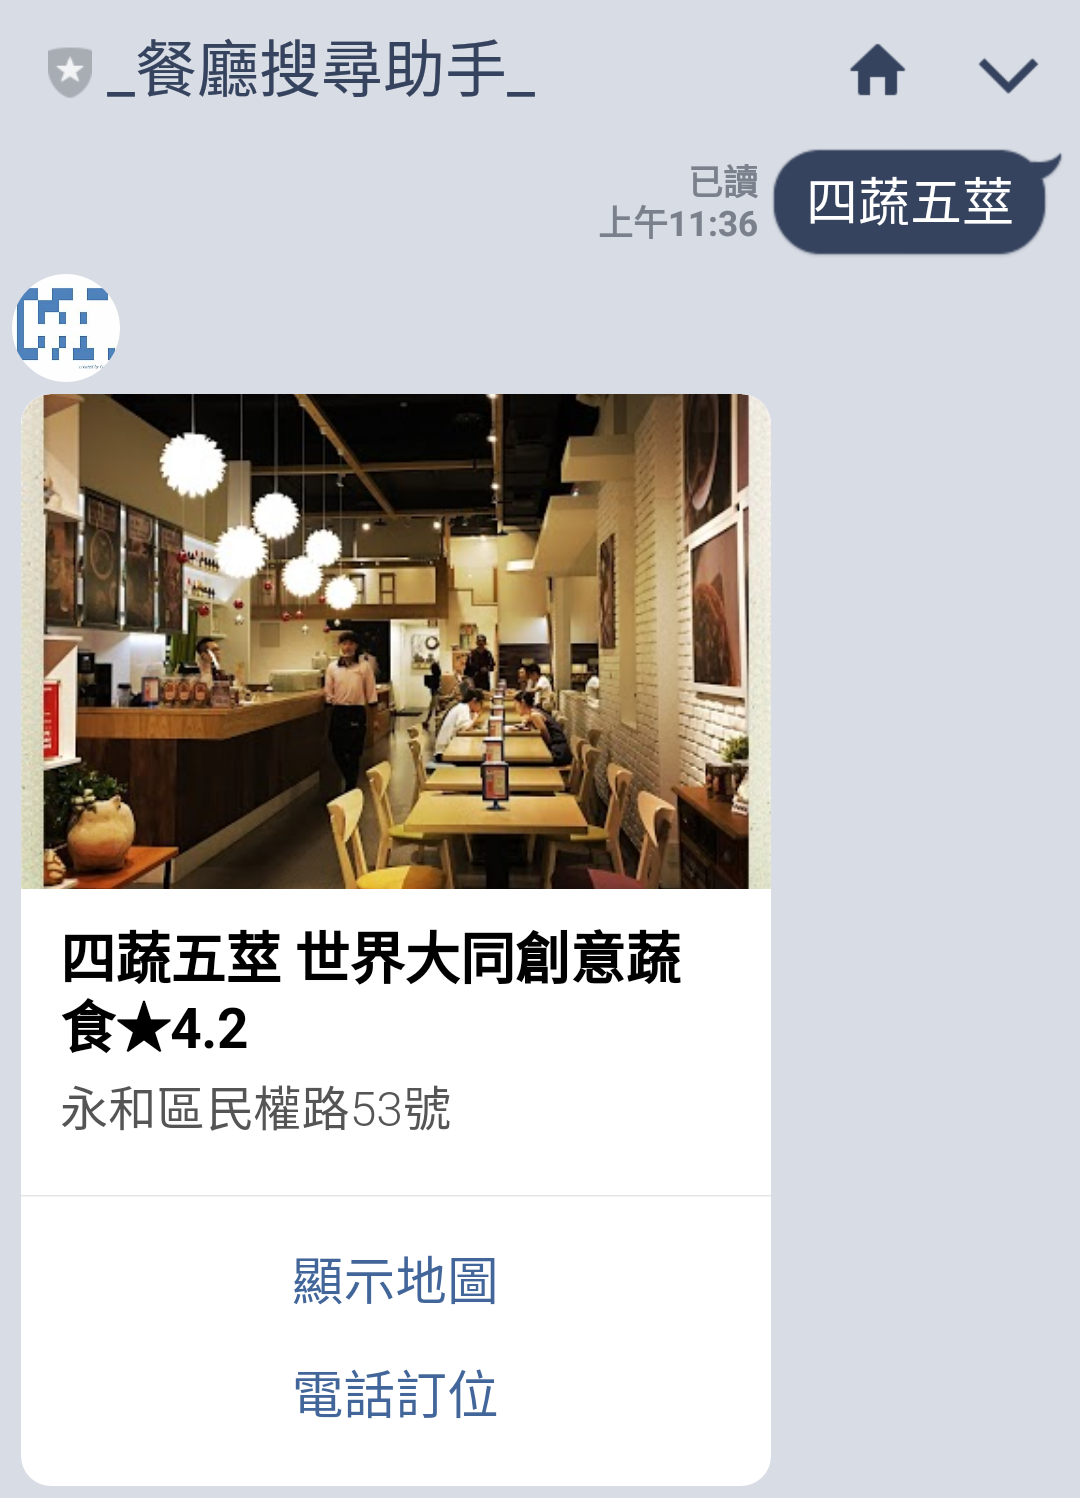 _餐廳搜尋助手_
已讀
上午11:36
四蔬五莖
四蔬五莖 世界大同創意蔬
食★4.2
永和區民權路53號
顯示地圖
電話訂位